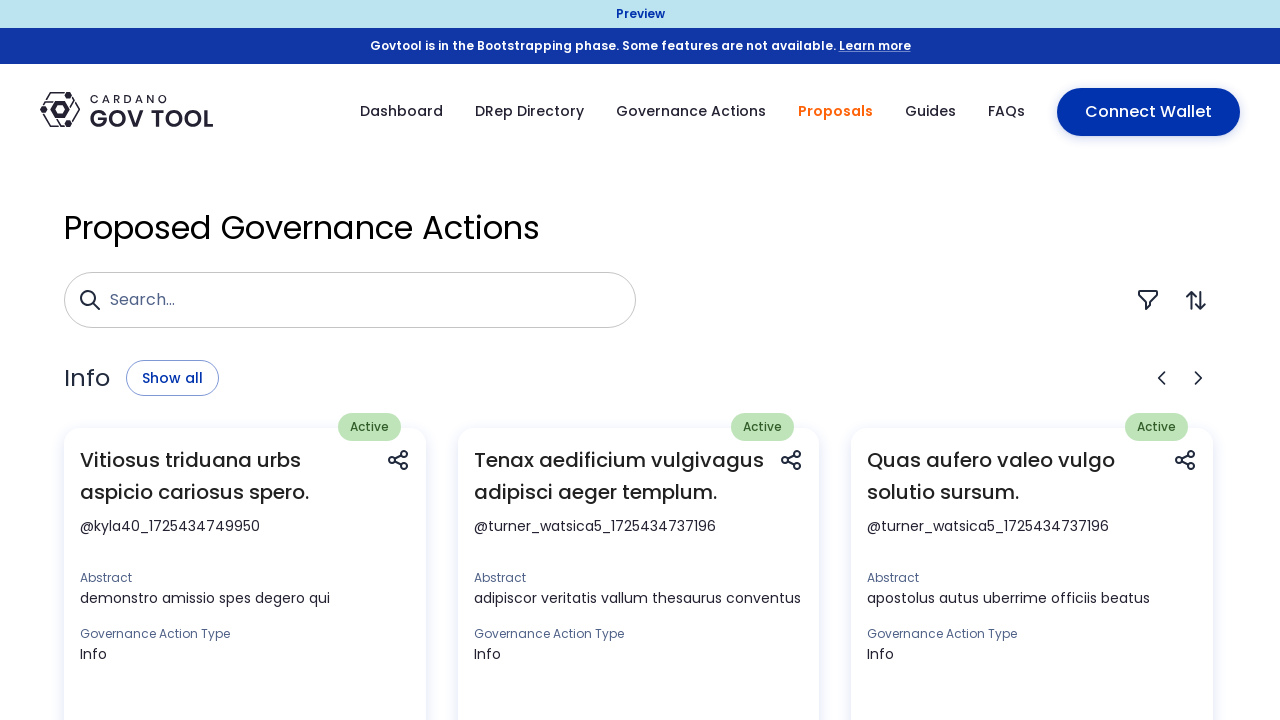 Preview
Govtool is in the Bootstrapping phase. Some features are not available. Learn more
CARDANO
GOV TOOL
Dashboard
DRep Directory
Governance Actions
Proposals
Guides
FAQs
Connect Wallet
Proposed Governance Actions
Search...
Info
Show all
Active
Vitiosus triduana urbs
aspicio cariosus spero.
@kyla40_1725434749950
Abstract
demonstro amissio spes degero qui
Governance Action Type
Info
Active
Tenax aedificium vulgivagus
adipisci aeger templum.
@turner_watsica5_1725434737196
Abstract
adipiscor veritatis vallum thesaurus conventus
Governance Action Type
Info
Active
Quas aufero valeo vulgo
solutio sursum.
@turner_watsica5_1725434737196
Abstract
apostolus autus uberrime officiis beatus
Governance Action Type
Info